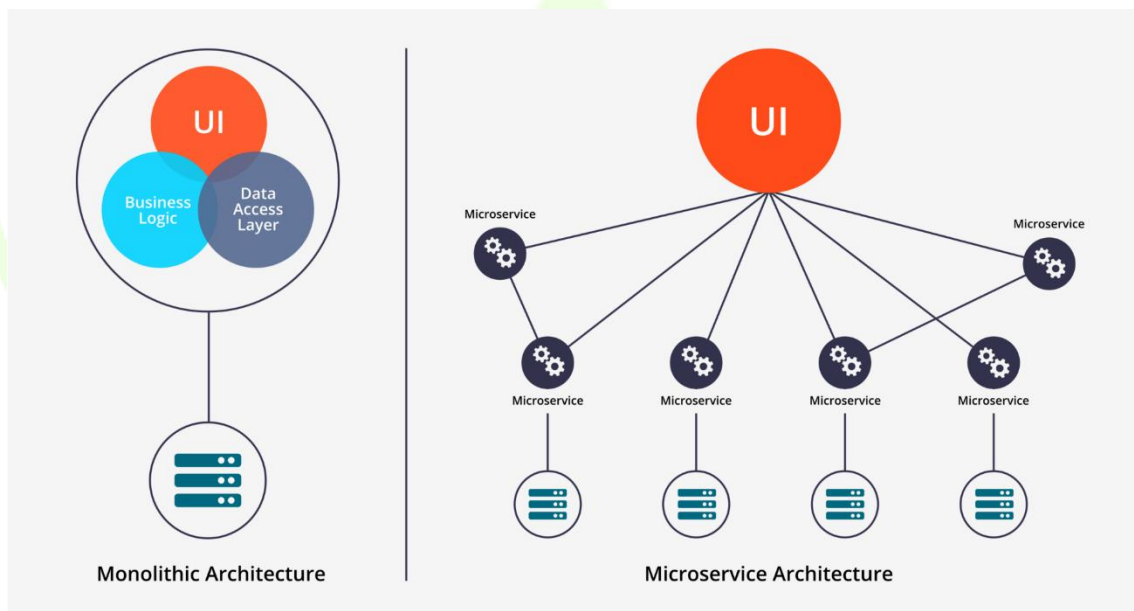 UI
Business
Logic
Data
Access
Layer
Monolithic Architecture
UI
Microservice
Microservice
Microservice
Microservice
Microservice
Microservice
Microservice Architecture